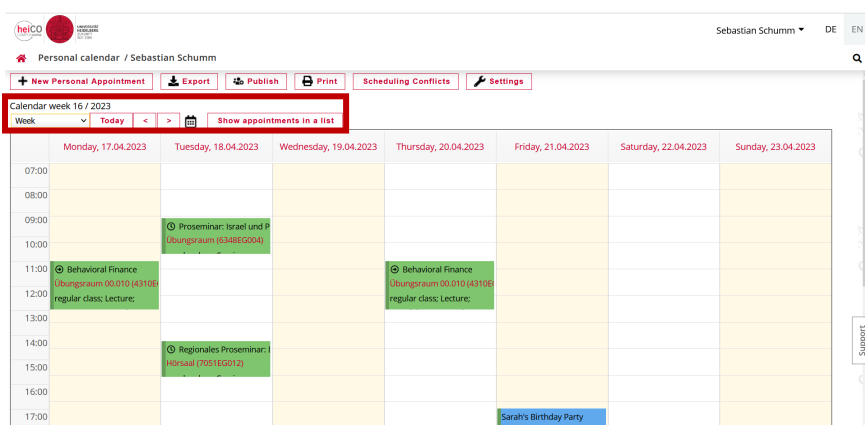 heiCO
UNIVERSITÄT
HEIDELBERG
ZUKUNFT
SEIT 1386
Sebastian Schumm
DE
EN
Personal calendar / Sebastian Schumm
New Personal Appointment
Export
Publish
Print
Scheduling Conflicts
Settings
Calendar week 16 / 2023
Week
Today
<
>
Show appointments in a list
Monday, 17.04.2023
Tuesday, 18.04.2023
Wednesday, 19.04.2023
Thursday, 20.04.2023
Friday, 21.04.2023
Saturday, 22.04.2023
Sunday, 23.04.2023
07:00
08:00
09:00
Proseminar: Israel und P
Übungsraum (6348EG004)
10:00
11:00
Behavioral Finance
Übungsraum 00.010 (4310E
regular class; Lecture;
Behavioral Finance
Übungsraum 00.010 (4310E
regular class; Lecture;
12:00
13:00
14:00
Regionales Proseminar:
Hörsaal (7051EG012)
15:00
16:00
17:00
Sarah's Birthday Party
Support